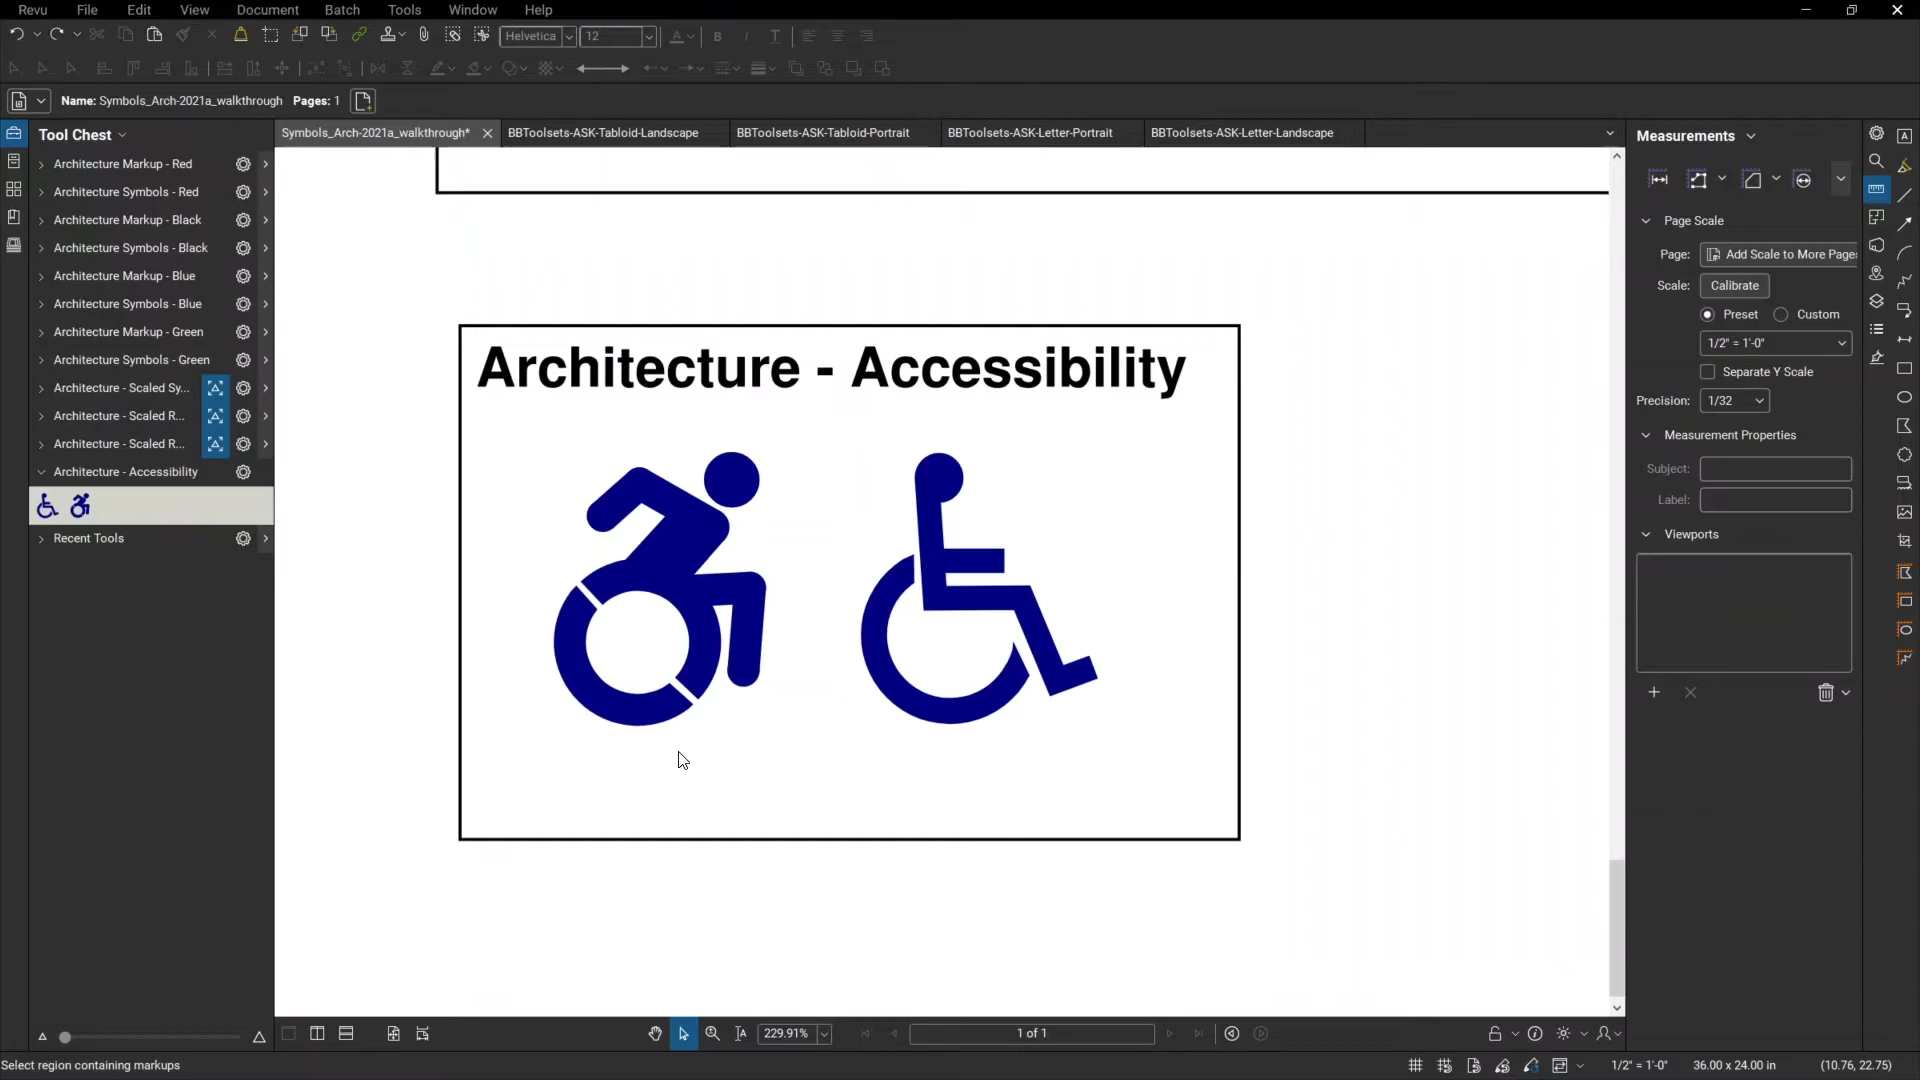 Revu File Edit View Document Batch Tools Window Help
Helvetica 12
Name: Symbols_Arch-2021a_walkthrough Pages: 1
Tool Chest
Architecture Markup - Red
Architecture Symbols - Red
Architecture Markup - Black
Architecture Symbols - Black
Architecture Markup - Blue
Architecture Symbols - Blue
Architecture Markup - Green
Architecture Symbols - Green
Architecture - Scaled Sy...
Architecture - Scaled R...
Architecture - Scaled R...
Architecture - Accessibility
Recent Tools
Symbols_Arch-2021a_walkthrough* BBToolsets-ASK-Tabloid-Landscape BBToolsets-ASK-Tabloid-Portrait BBToolsets-ASK-Letter-Portrait BBToolsets-ASK-Letter-Landscape
Architecture - Accessibility
Measurements
Page Scale
Page: Add Scale to More Page
Scale: Calibrate
Preset Custom
1/2" = 1'-0"
Separate Y Scale
Precision: 1/32
Measurement Properties
Subject:
Label:
Viewports
229.91% 1 of 1
Select region containing markups 1/2" = 1'-0" 36.00 x 24.00 in (10.76, 22.75)